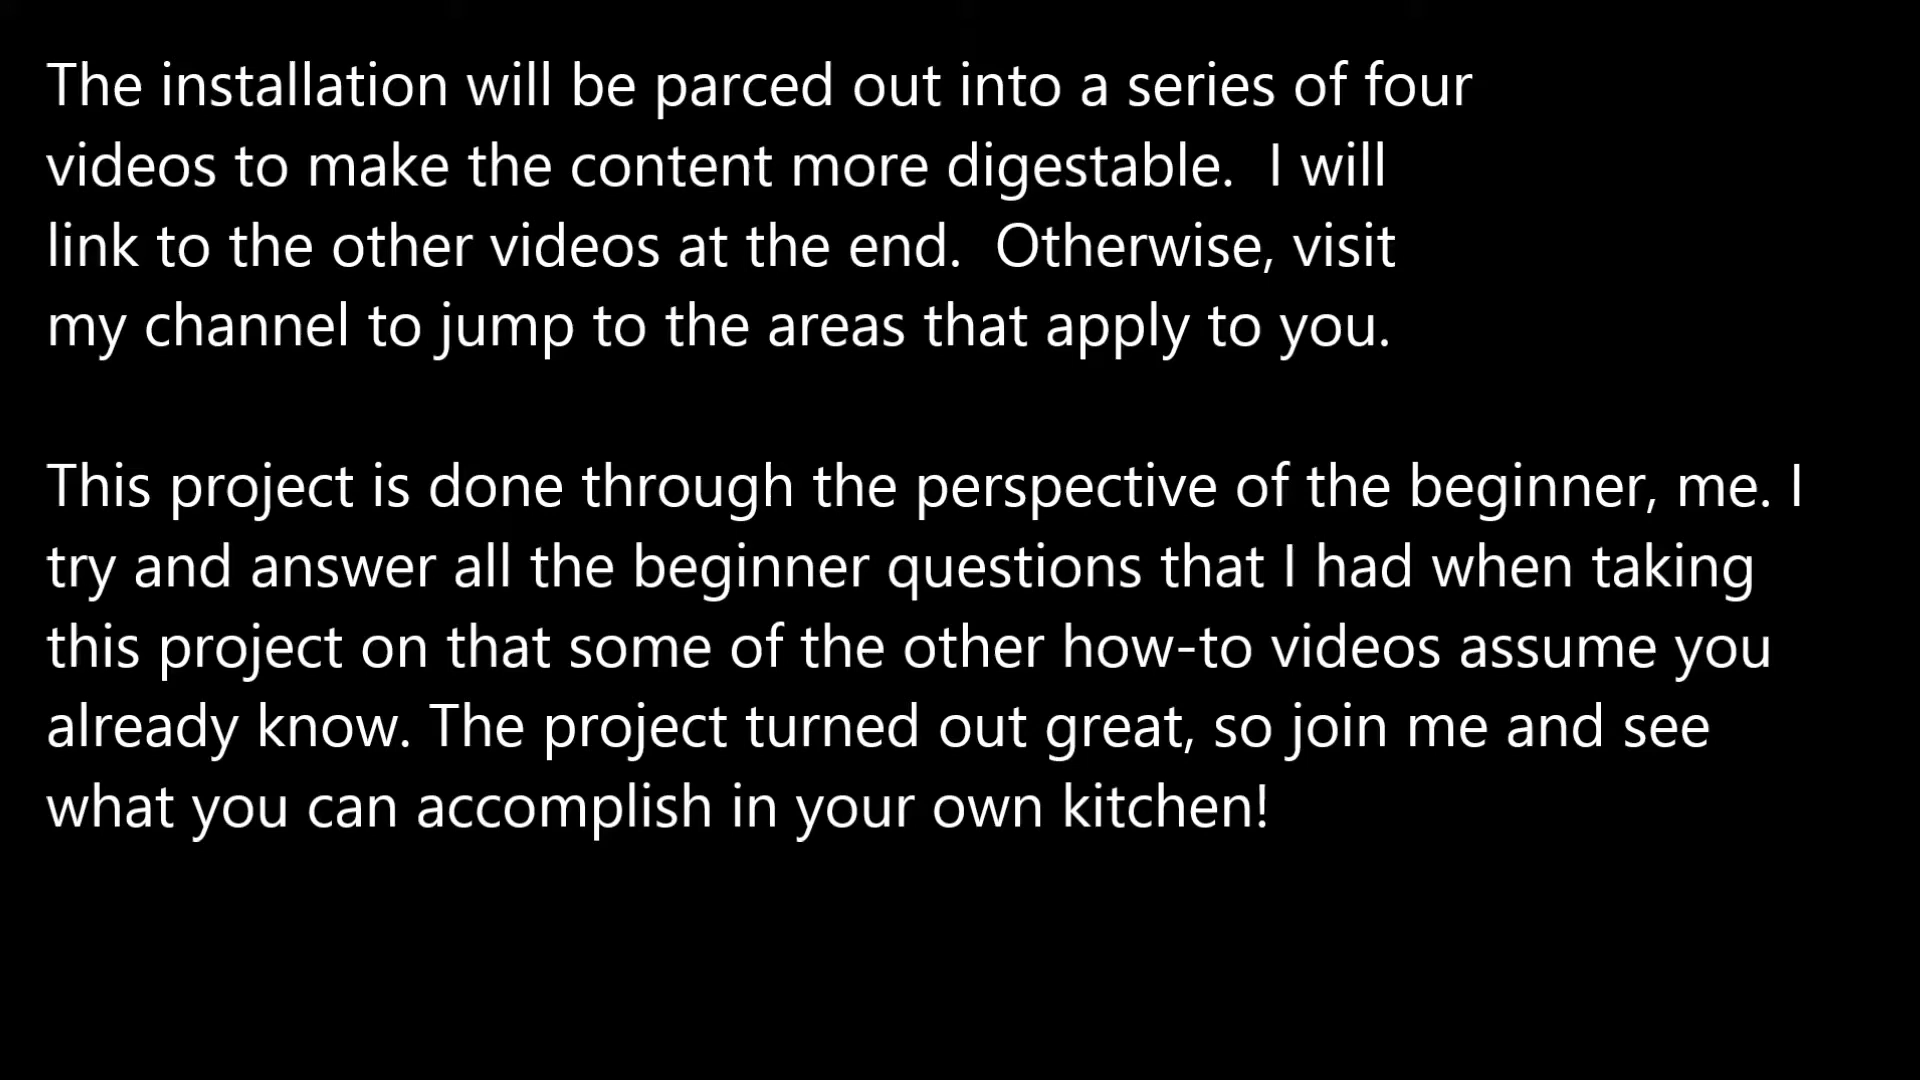 The installation will be parced out into a series of four
videos to make the content more digestable.  I will
link to the other videos at the end.  Otherwise, visit
my channel to jump to the areas that apply to you.
This project is done through the perspective of the beginner, me. I
try and answer all the beginner questions that I had when taking
this project on that some of the other how-to videos assume you
already know. The project turned out great, so join me and see
what you can accomplish in your own kitchen!